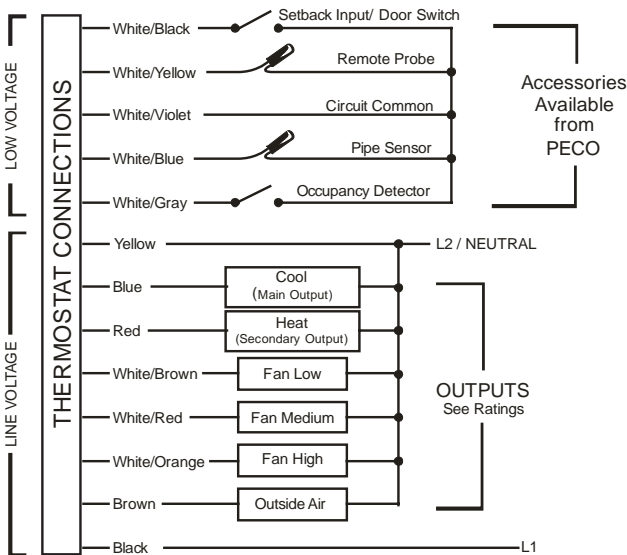 THERMOSTAT CONNECTIONS
LOW VOLTAGE
White/Black
Setback Input/ Door Switch
White/Yellow
Remote Probe
White/Violet
Circuit Common
White/Blue
Pipe Sensor
White/Gray
Occupancy Detector
Accessories
Available
from
PECO
LINE VOLTAGE
Yellow
L2 / NEUTRAL
Blue
Cool
(Main Output)
Red
Heat
(Secondary Output)
White/Brown
Fan Low
White/Red
Fan Medium
White/Orange
Fan High
Brown
Outside Air
OUTPUTS
See Ratings
Black
L1